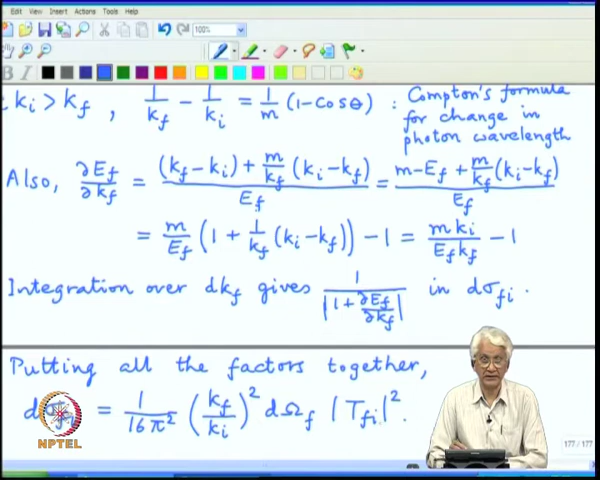 Edit View Insert Actions Tools Help
100%
B I
k_i > k_f , 1/k_f - 1/k_i = 1/m (1-Cosθ) : Compton's formula
for change in
photon wavelength
Also, ∂E_f/∂k_f = ((k_f-k_i) + m/k_f (k_i-k_f))/E_f = (m-E_f + m/k_f (k_i-k_f))/E_f
= m/E_f (1 + 1/k_f (k_i-k_f)) - 1 = m k_i/(E_f k_f) - 1
Integration over dk_f gives 1/|1+∂E_f/∂k_f| in dσ_fi .
Putting all the factors together,
= 1/16π² (k_f/k_i)² dΩ_f |T_fi|² .
NPTEL
177 / 177